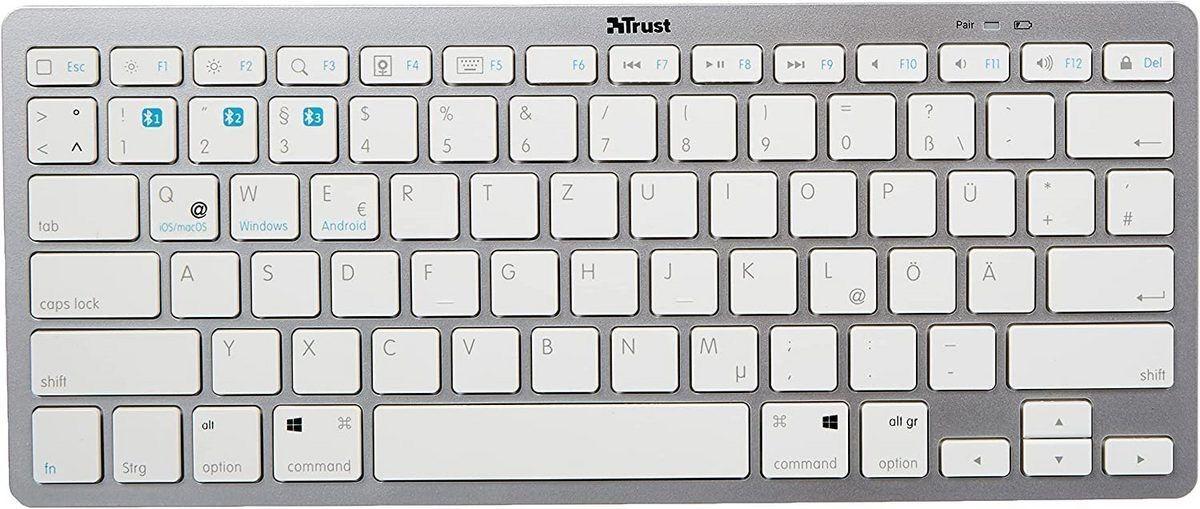 Trust
Pair
Esc F1 F2 F3 F4 F5 F6 F7 F8 F9 F10 F11 F12 Del
> ° ! 1 " 2 § 3 $ % & / ( ) = ? `
< ^ 1 2 3 4 5 6 7 8 9 0 ß \ ´
Q @ W E € R T Z U I O P Ü * + ' #
tab iOS/macOS Windows Android
A S D F G H J K L @ Ö Ä
caps lock
Y X C V B N M µ ; , : . _ -
shift shift
alt ⌘ ⌘ alt gr
fn Strg option command command option